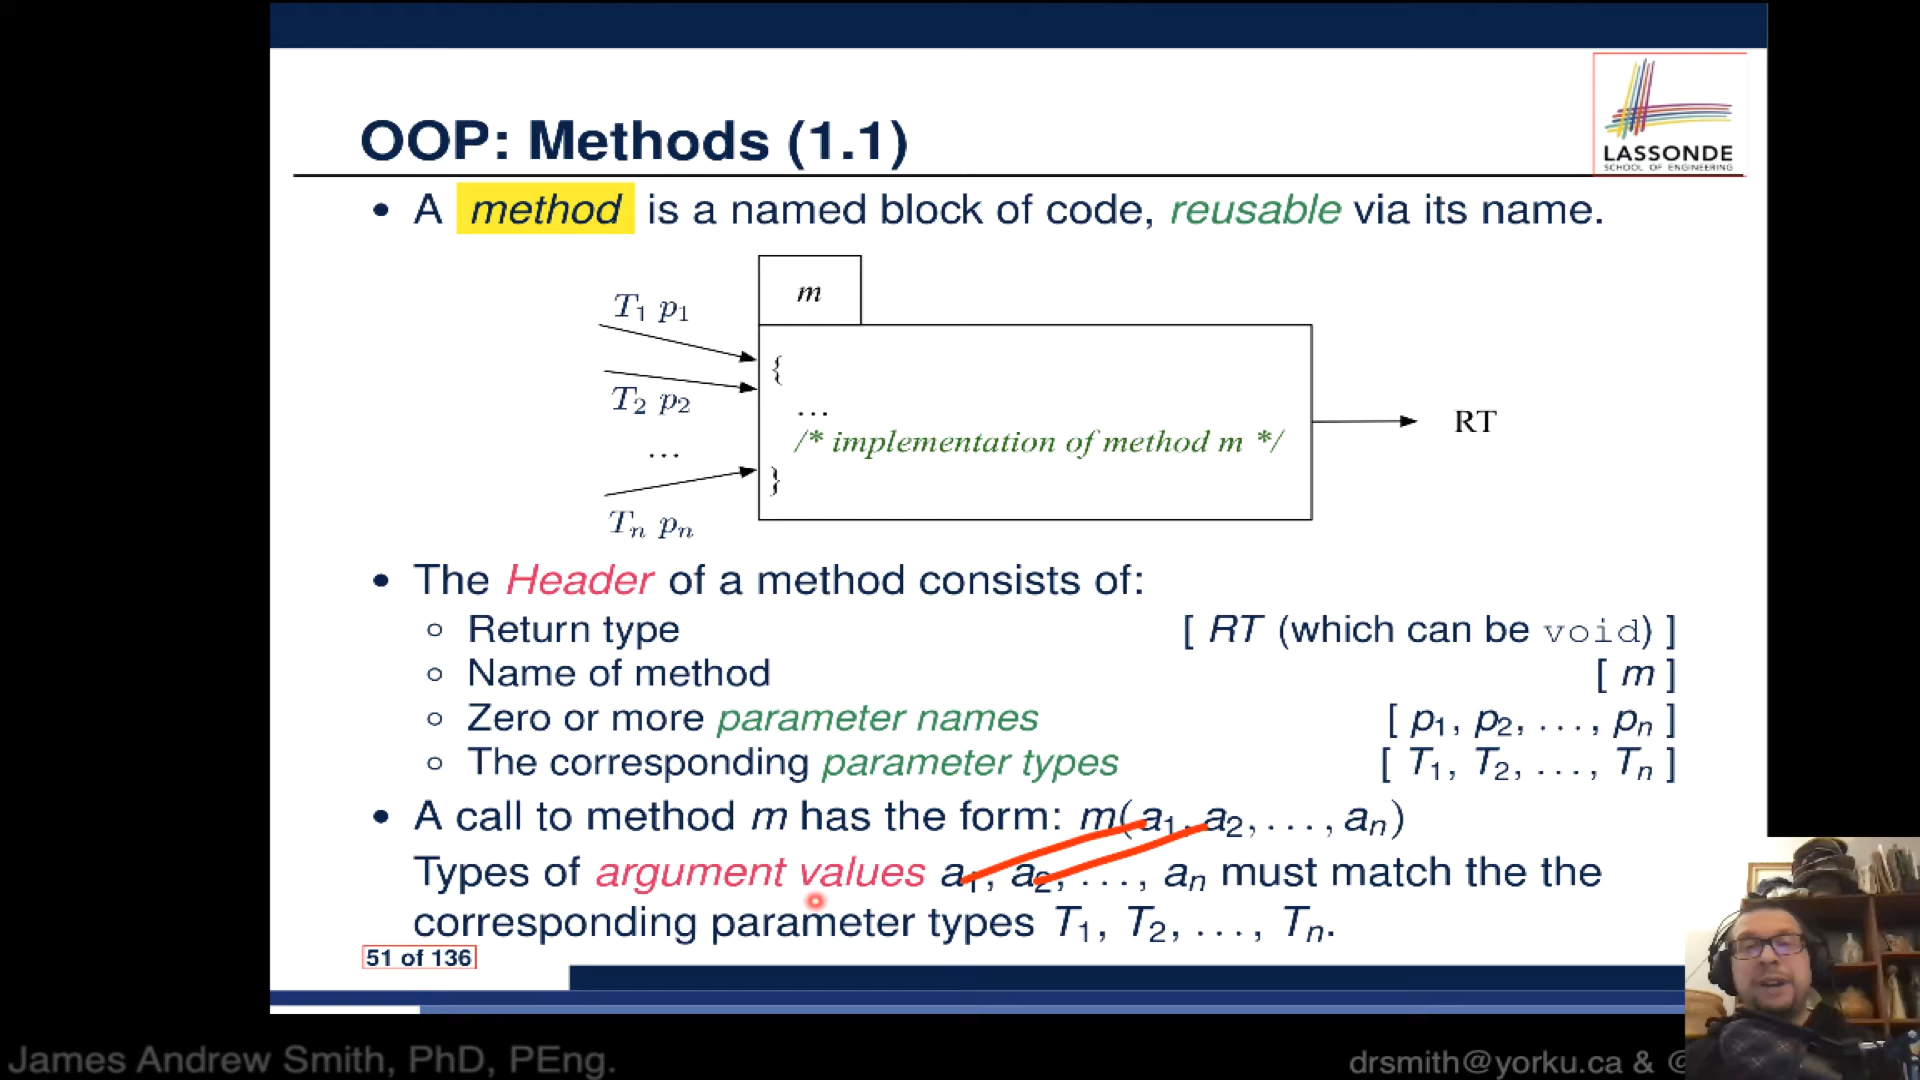 LASSONDE
SCHOOL OF ENGINEERING
OOP: Methods (1.1)
• A method is a named block of code, reusable via its name.
m
T1 p1
{
T2 p2
...
/* implementation of method m */
RT
...
}
Tn pn
• The Header of a method consists of:
○ Return type [ RT (which can be void) ]
○ Name of method [ m ]
○ Zero or more parameter names [ p1, p2, ..., pn ]
○ The corresponding parameter types [ T1, T2, ..., Tn ]
• A call to method m has the form: m(a1, a2, ..., an)
Types of argument values a1, a2, ..., an must match the the
corresponding parameter types T1, T2, ..., Tn.
51 of 136
James Andrew Smith, PhD, PEng.
drsmith@yorku.ca & @